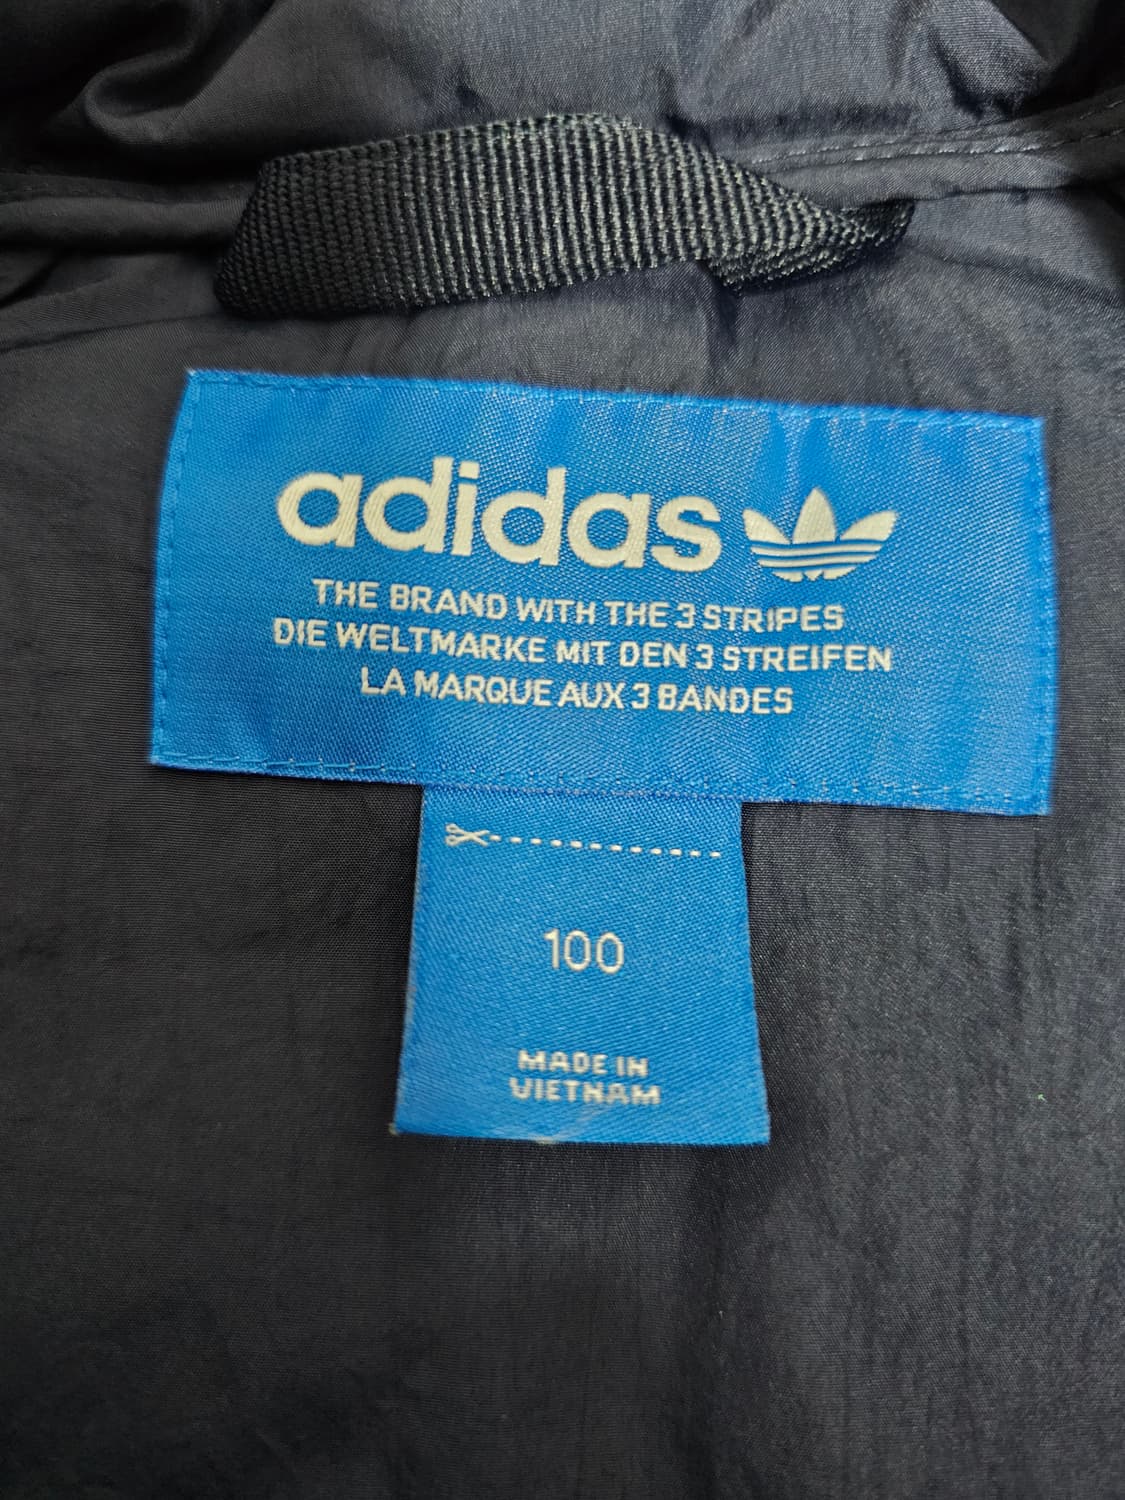 adidas
THE BRAND WITH THE 3 STRIPES
DIE WELTMARKE MIT DEN 3 STREIFEN
LA MARQUE AUX 3 BANDES
100
MADE IN
VIETNAM